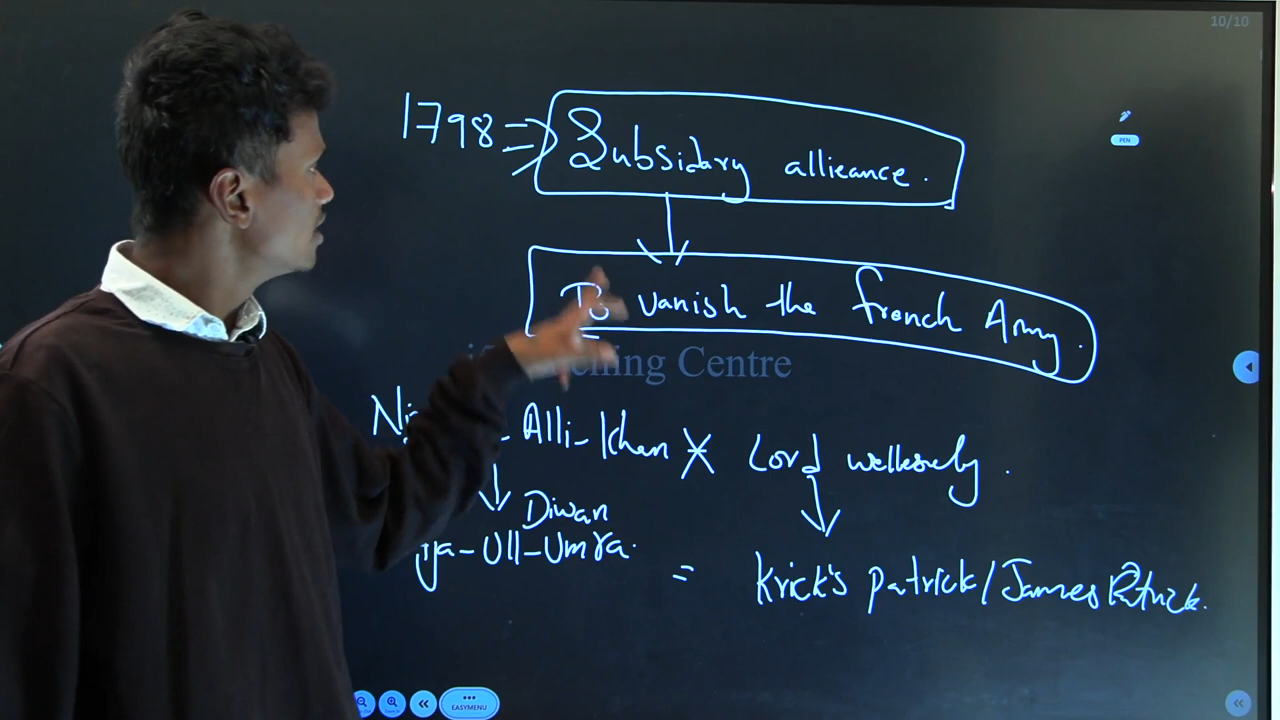 10/10
1798 => Subsidary allieance.
PEN
To vanish the french Army.
Centre
Alli-Khan X Lord wellesely.
Diwan
-Ull-Umra. = Krick's patrick/James Patrick.
EASYMENU